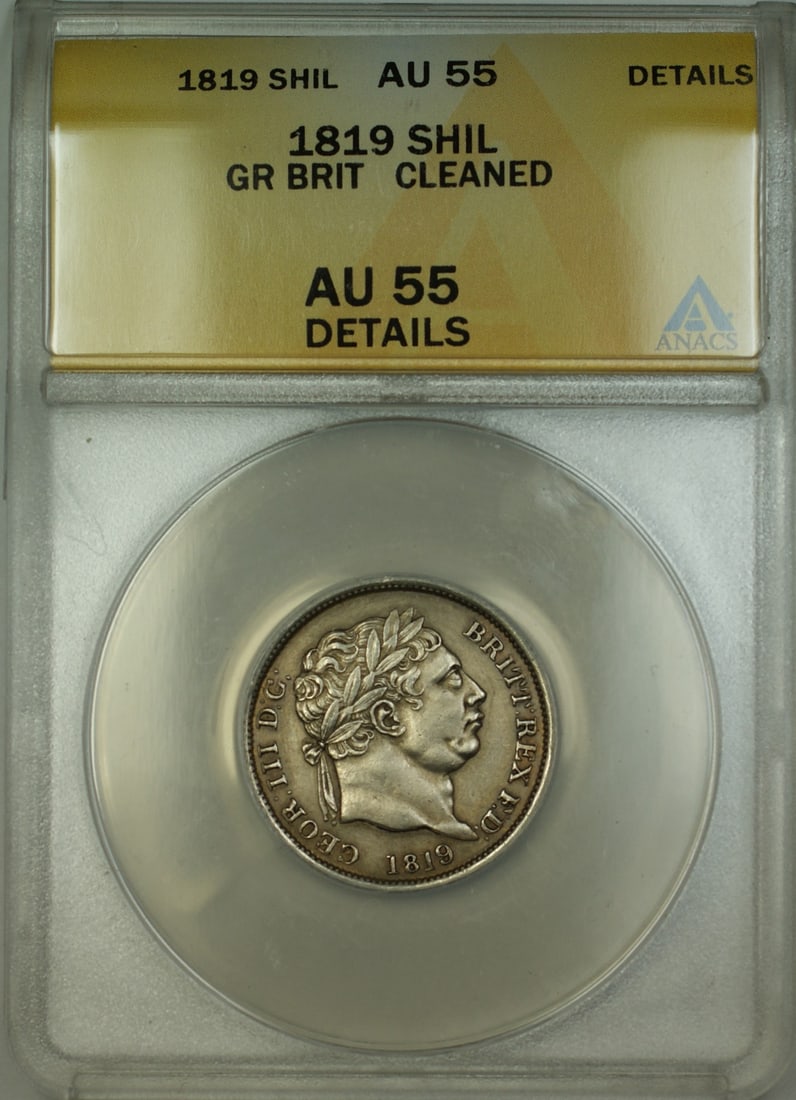 1819 SHIL AU 55 DETAILS
1819 SHIL
GR BRIT CLEANED
AU 55
DETAILS
ANACS
GEOR: III D:G: BRITT: REX F:D:
1819